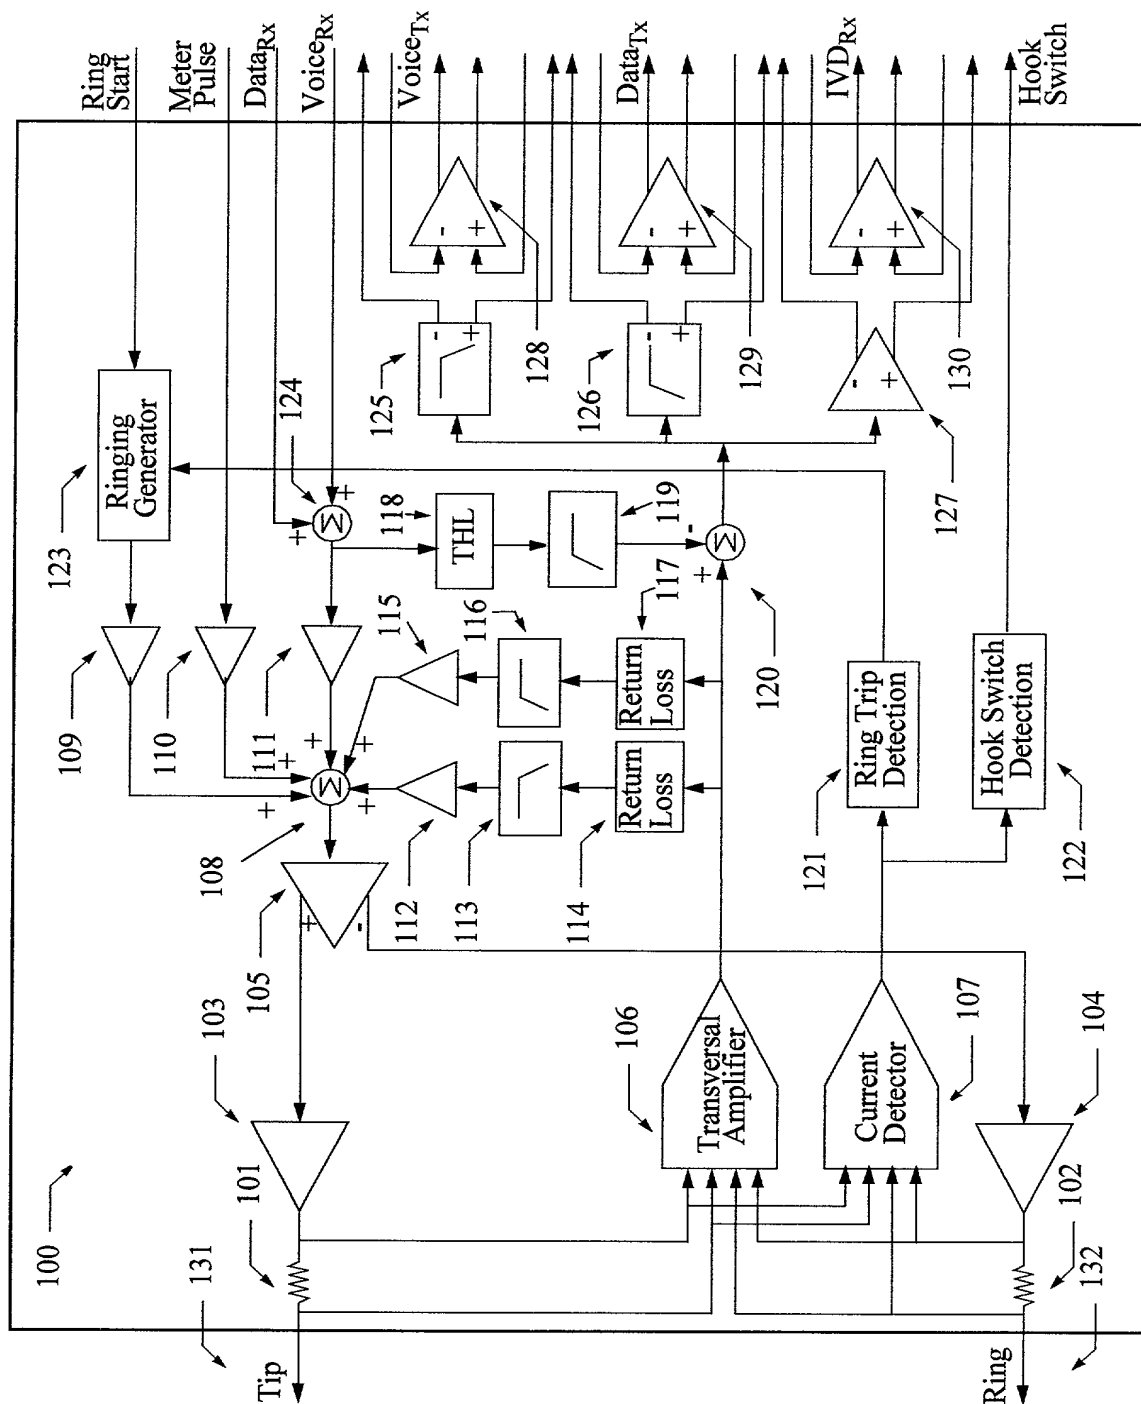 Ring
Start
Meter
Pulse
DataRx
VoiceRx
VoiceTx
DataTx
IVDRx
Hook
Switch
123
Ringing
Generator
124
+
+
Σ
118
THL
119
125
-
+
-
+
128
126
-
+
-
+
129
-
+
127
-
+
130
109
110
111
+
+
+
+
+
Σ
108
115
116
117
Return
Loss
112
113
114
Return
Loss
+
-
Σ
120
105
+
-
103
101
100
131
Tip
106
Transversal
Amplifier
107
Current
Detector
121
Ring Trip
Detection
122
Hook Switch
Detection
104
102
132
Ring